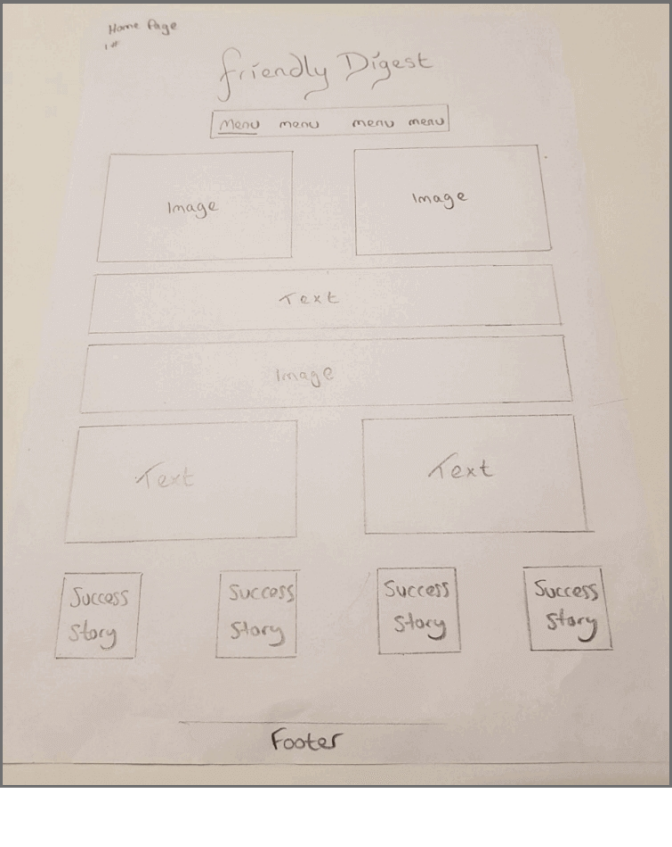 Home Page
1#
friendly Digest
Menu menu menu menu
Image Image
Text
Image
Text Text
Success Success Success Success
Story Story Story Story
Footer